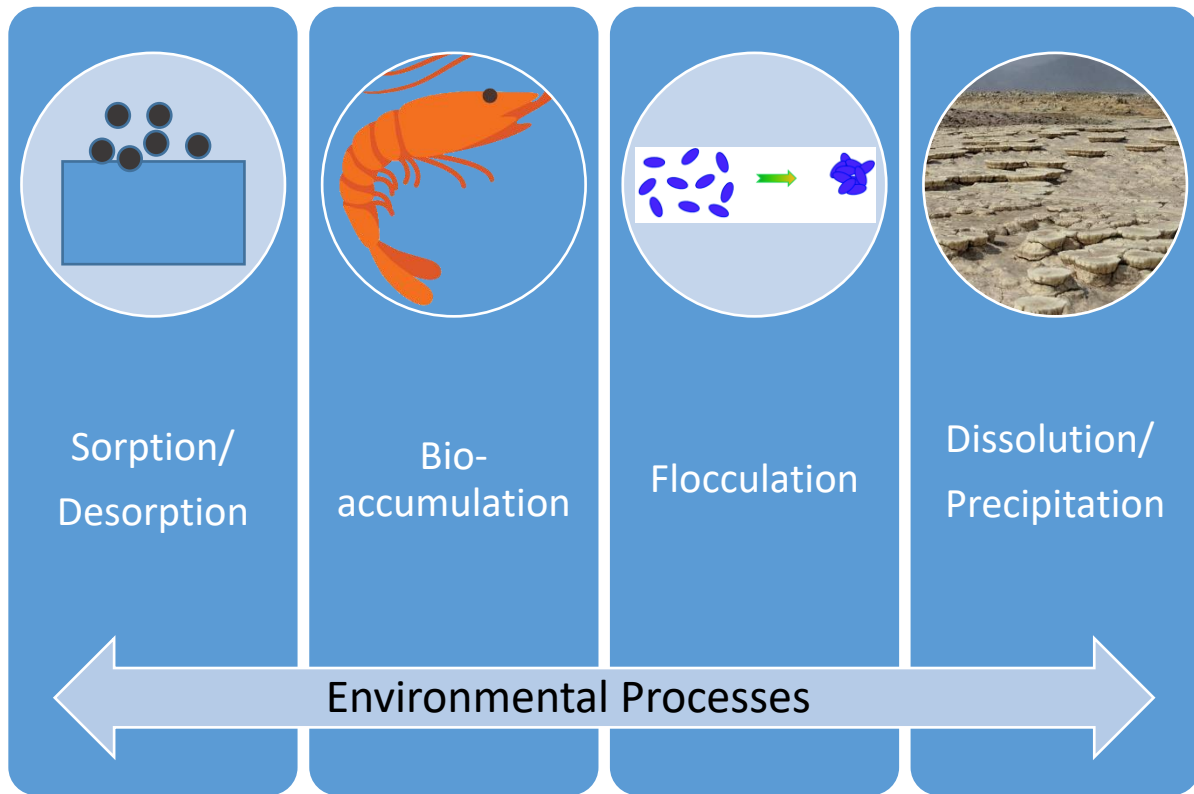 Sorption/
Desorption
Bio-
accumulation
Flocculation
Dissolution/
Precipitation
Environmental Processes